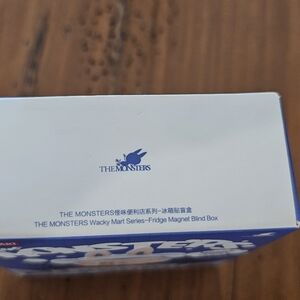 THE MONSTERS
THE MONSTERS怪味便利店系列-冰箱贴盲盒
THE MONSTERS Wacky Mart Series-Fridge Magnet Blind Box